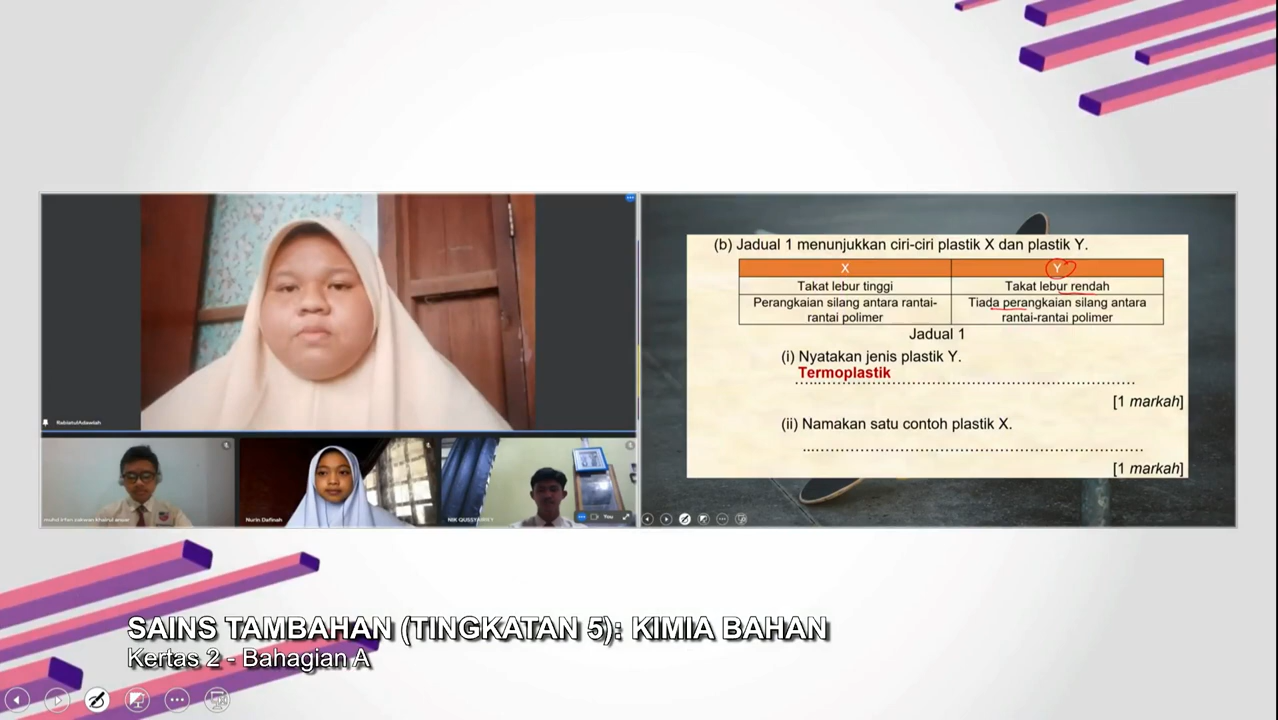 RabiatulAdawiah
Nurin Dafinah
You
(b) Jadual 1 menunjukkan ciri-ciri plastik X dan plastik Y.
X Y
Takat lebur tinggi Takat lebur rendah
Perangkaian silang antara rantai- Tiada perangkaian silang antara
rantai polimer rantai-rantai polimer
Jadual 1
(i) Nyatakan jenis plastik Y.
Termoplastik
[1 markah]
(ii) Namakan satu contoh plastik X.
[1 markah]
SAINS TAMBAHAN (TINGKATAN 5): KIMIA BAHAN
Kertas 2 - Bahagian A